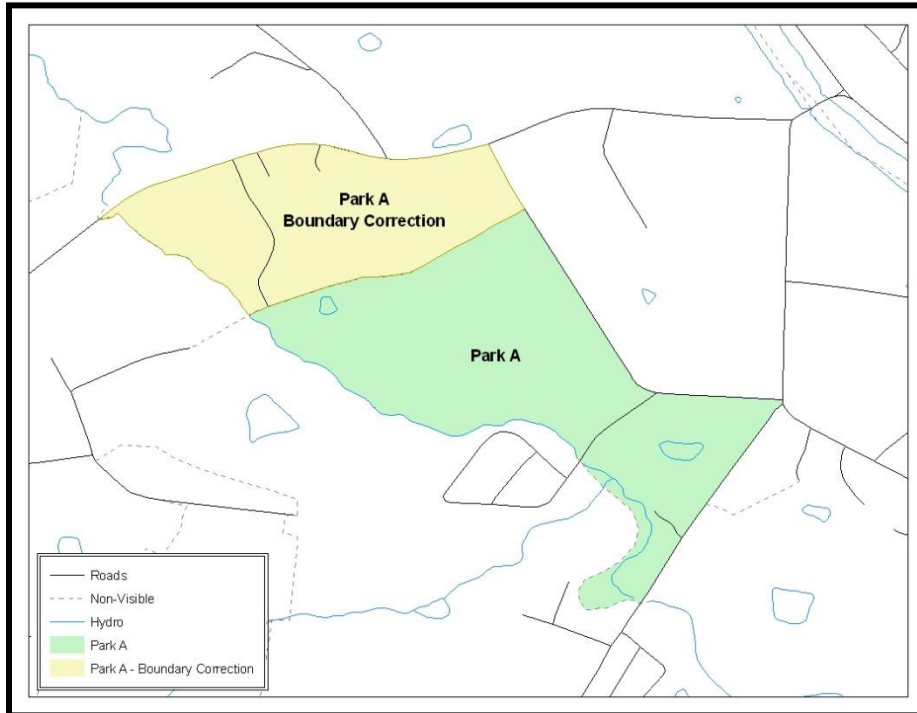 Park A
Boundary Correction
Park A
Roads
Non-Visible
Hydro
Park A
Park A - Boundary Correction